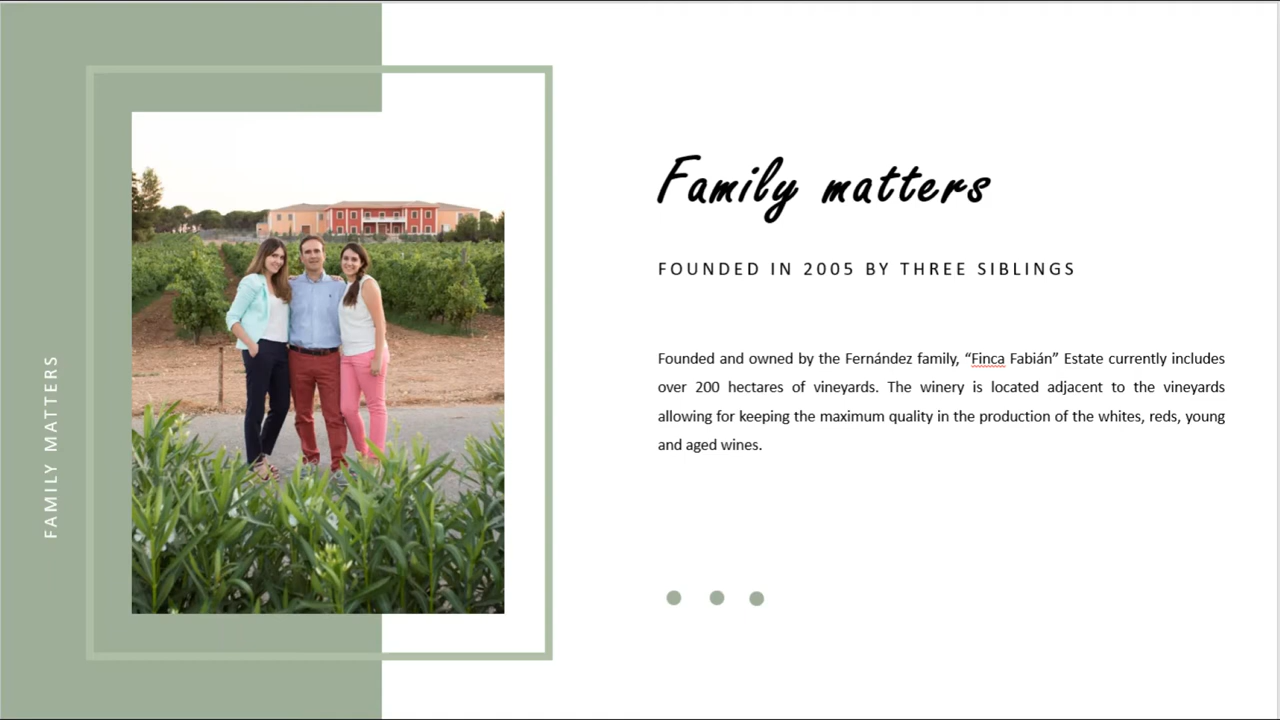 FAMILY MATTERS
Family matters
FOUNDED IN 2005 BY THREE SIBLINGS
Founded and owned by the Fernández family, “Finca Fabián” Estate currently includes
over 200 hectares of vineyards. The winery is located adjacent to the vineyards
allowing for keeping the maximum quality in the production of the whites, reds, young
and aged wines.